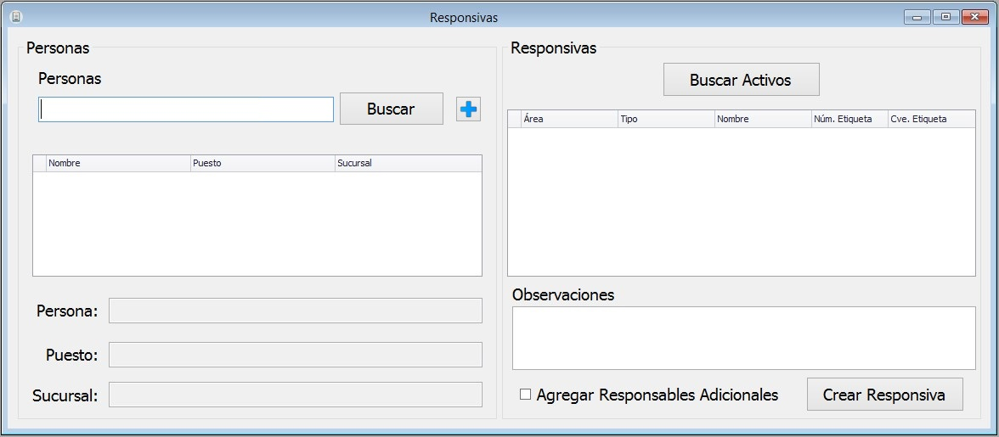 Responsivas
Personas
Personas
Buscar
Nombre Puesto Sucursal
Persona:
Puesto:
Sucursal:
Responsivas
Buscar Activos
Área Tipo Nombre Núm. Etiqueta Cve. Etiqueta
Observaciones
Agregar Responsables Adicionales
Crear Responsiva